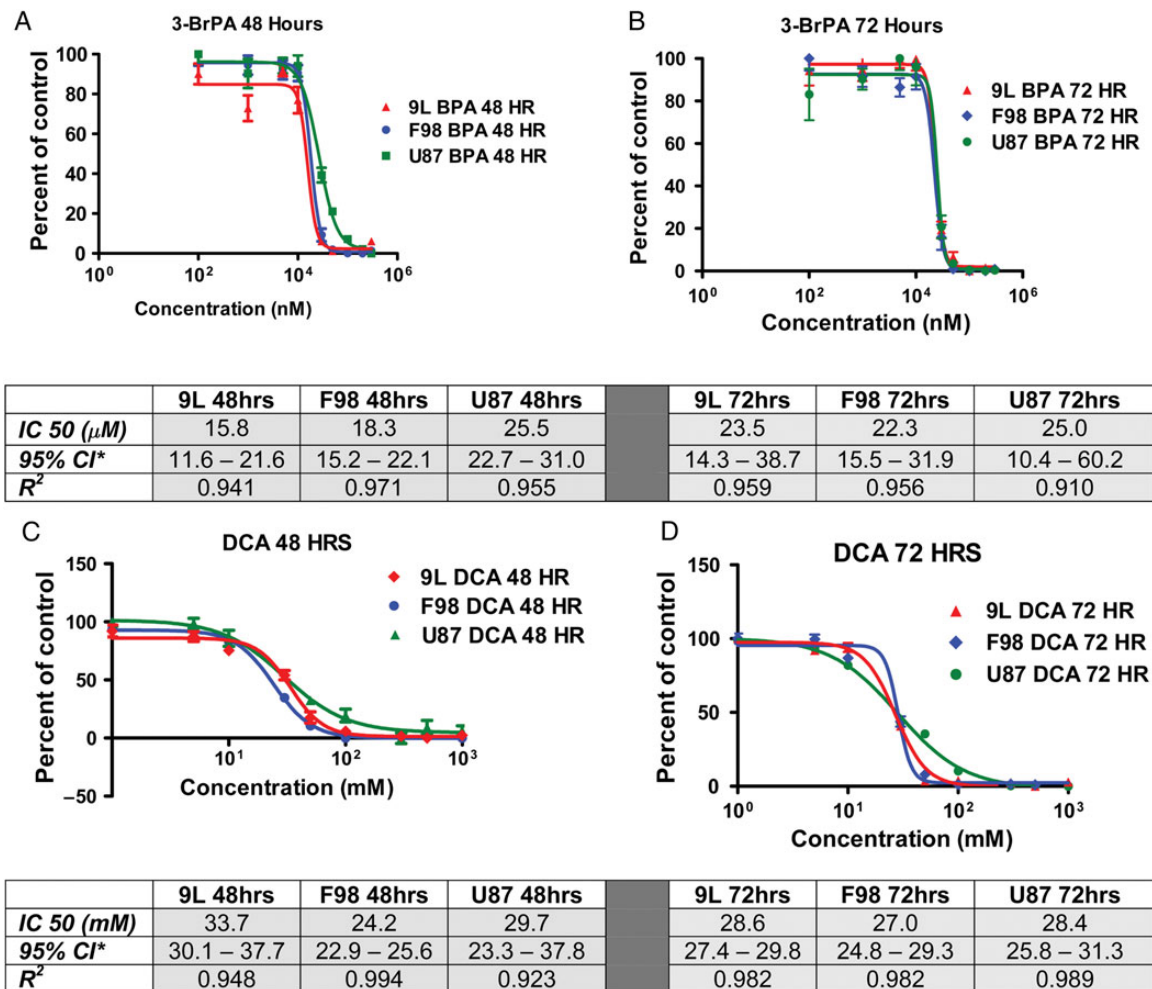 A
3-BrPA 48 Hours
100
80
60
40
20
0
Percent of control
10⁰ 10² 10⁴ 10⁶
Concentration (nM)
9L BPA 48 HR
F98 BPA 48 HR
U87 BPA 48 HR
B
3-BrPA 72 Hours
100
80
60
40
20
0
Percent of control
10⁰ 10² 10⁴ 10⁶
Concentration (nM)
9L BPA 72 HR
F98 BPA 72 HR
U87 BPA 72 HR
9L 48hrs F98 48hrs U87 48hrs 9L 72hrs F98 72hrs U87 72hrs
IC 50 (μM) 15.8 18.3 25.5 23.5 22.3 25.0
95% CI* 11.6 – 21.6 15.2 – 22.1 22.7 – 31.0 14.3 – 38.7 15.5 – 31.9 10.4 – 60.2
R² 0.941 0.971 0.955 0.959 0.956 0.910
C
DCA 48 HRS
150
100
50
0
–50
Percent of control
10¹ 10² 10³
Concentration (mM)
9L DCA 48 HR
F98 DCA 48 HR
U87 DCA 48 HR
D
DCA 72 HRS
150
100
50
0
Percent of control
10⁰ 10¹ 10² 10³
Concentration (mM)
9L DCA 72 HR
F98 DCA 72 HR
U87 DCA 72 HR
9L 48hrs F98 48hrs U87 48hrs 9L 72hrs F98 72hrs U87 72hrs
IC 50 (mM) 33.7 24.2 29.7 28.6 27.0 28.4
95% CI* 30.1 – 37.7 22.9 – 25.6 23.3 – 37.8 27.4 – 29.8 24.8 – 29.3 25.8 – 31.3
R² 0.948 0.994 0.923 0.982 0.982 0.989